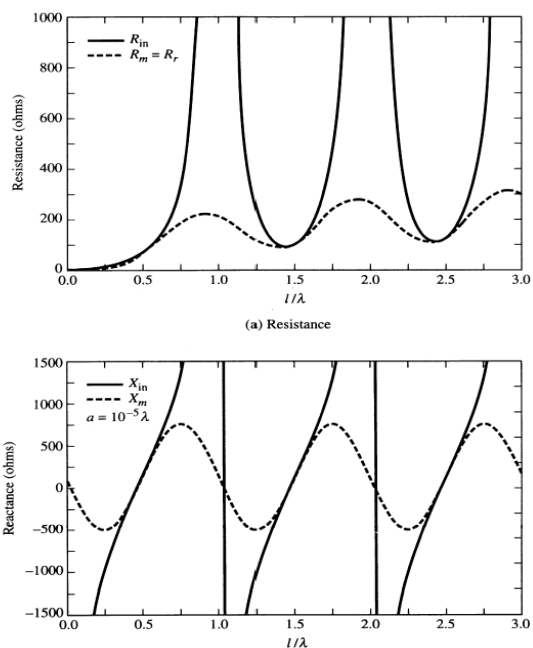 1000
800
600
400
200
0
Resistance (ohms)
R_in
R_m = R_r
0.0 0.5 1.0 1.5 2.0 2.5 3.0
l/λ
(a) Resistance
1500
1000
500
0
−500
−1000
−1500
Reactance (ohms)
X_in
X_m
a = 10^−5 λ
0.0 0.5 1.0 1.5 2.0 2.5 3.0
l/λ